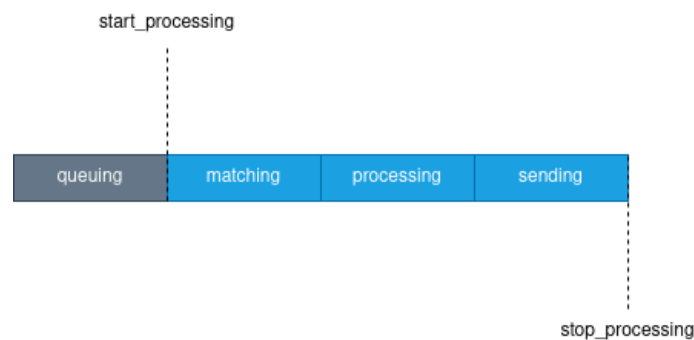 start_processing
queuing matching processing sending
stop_processing